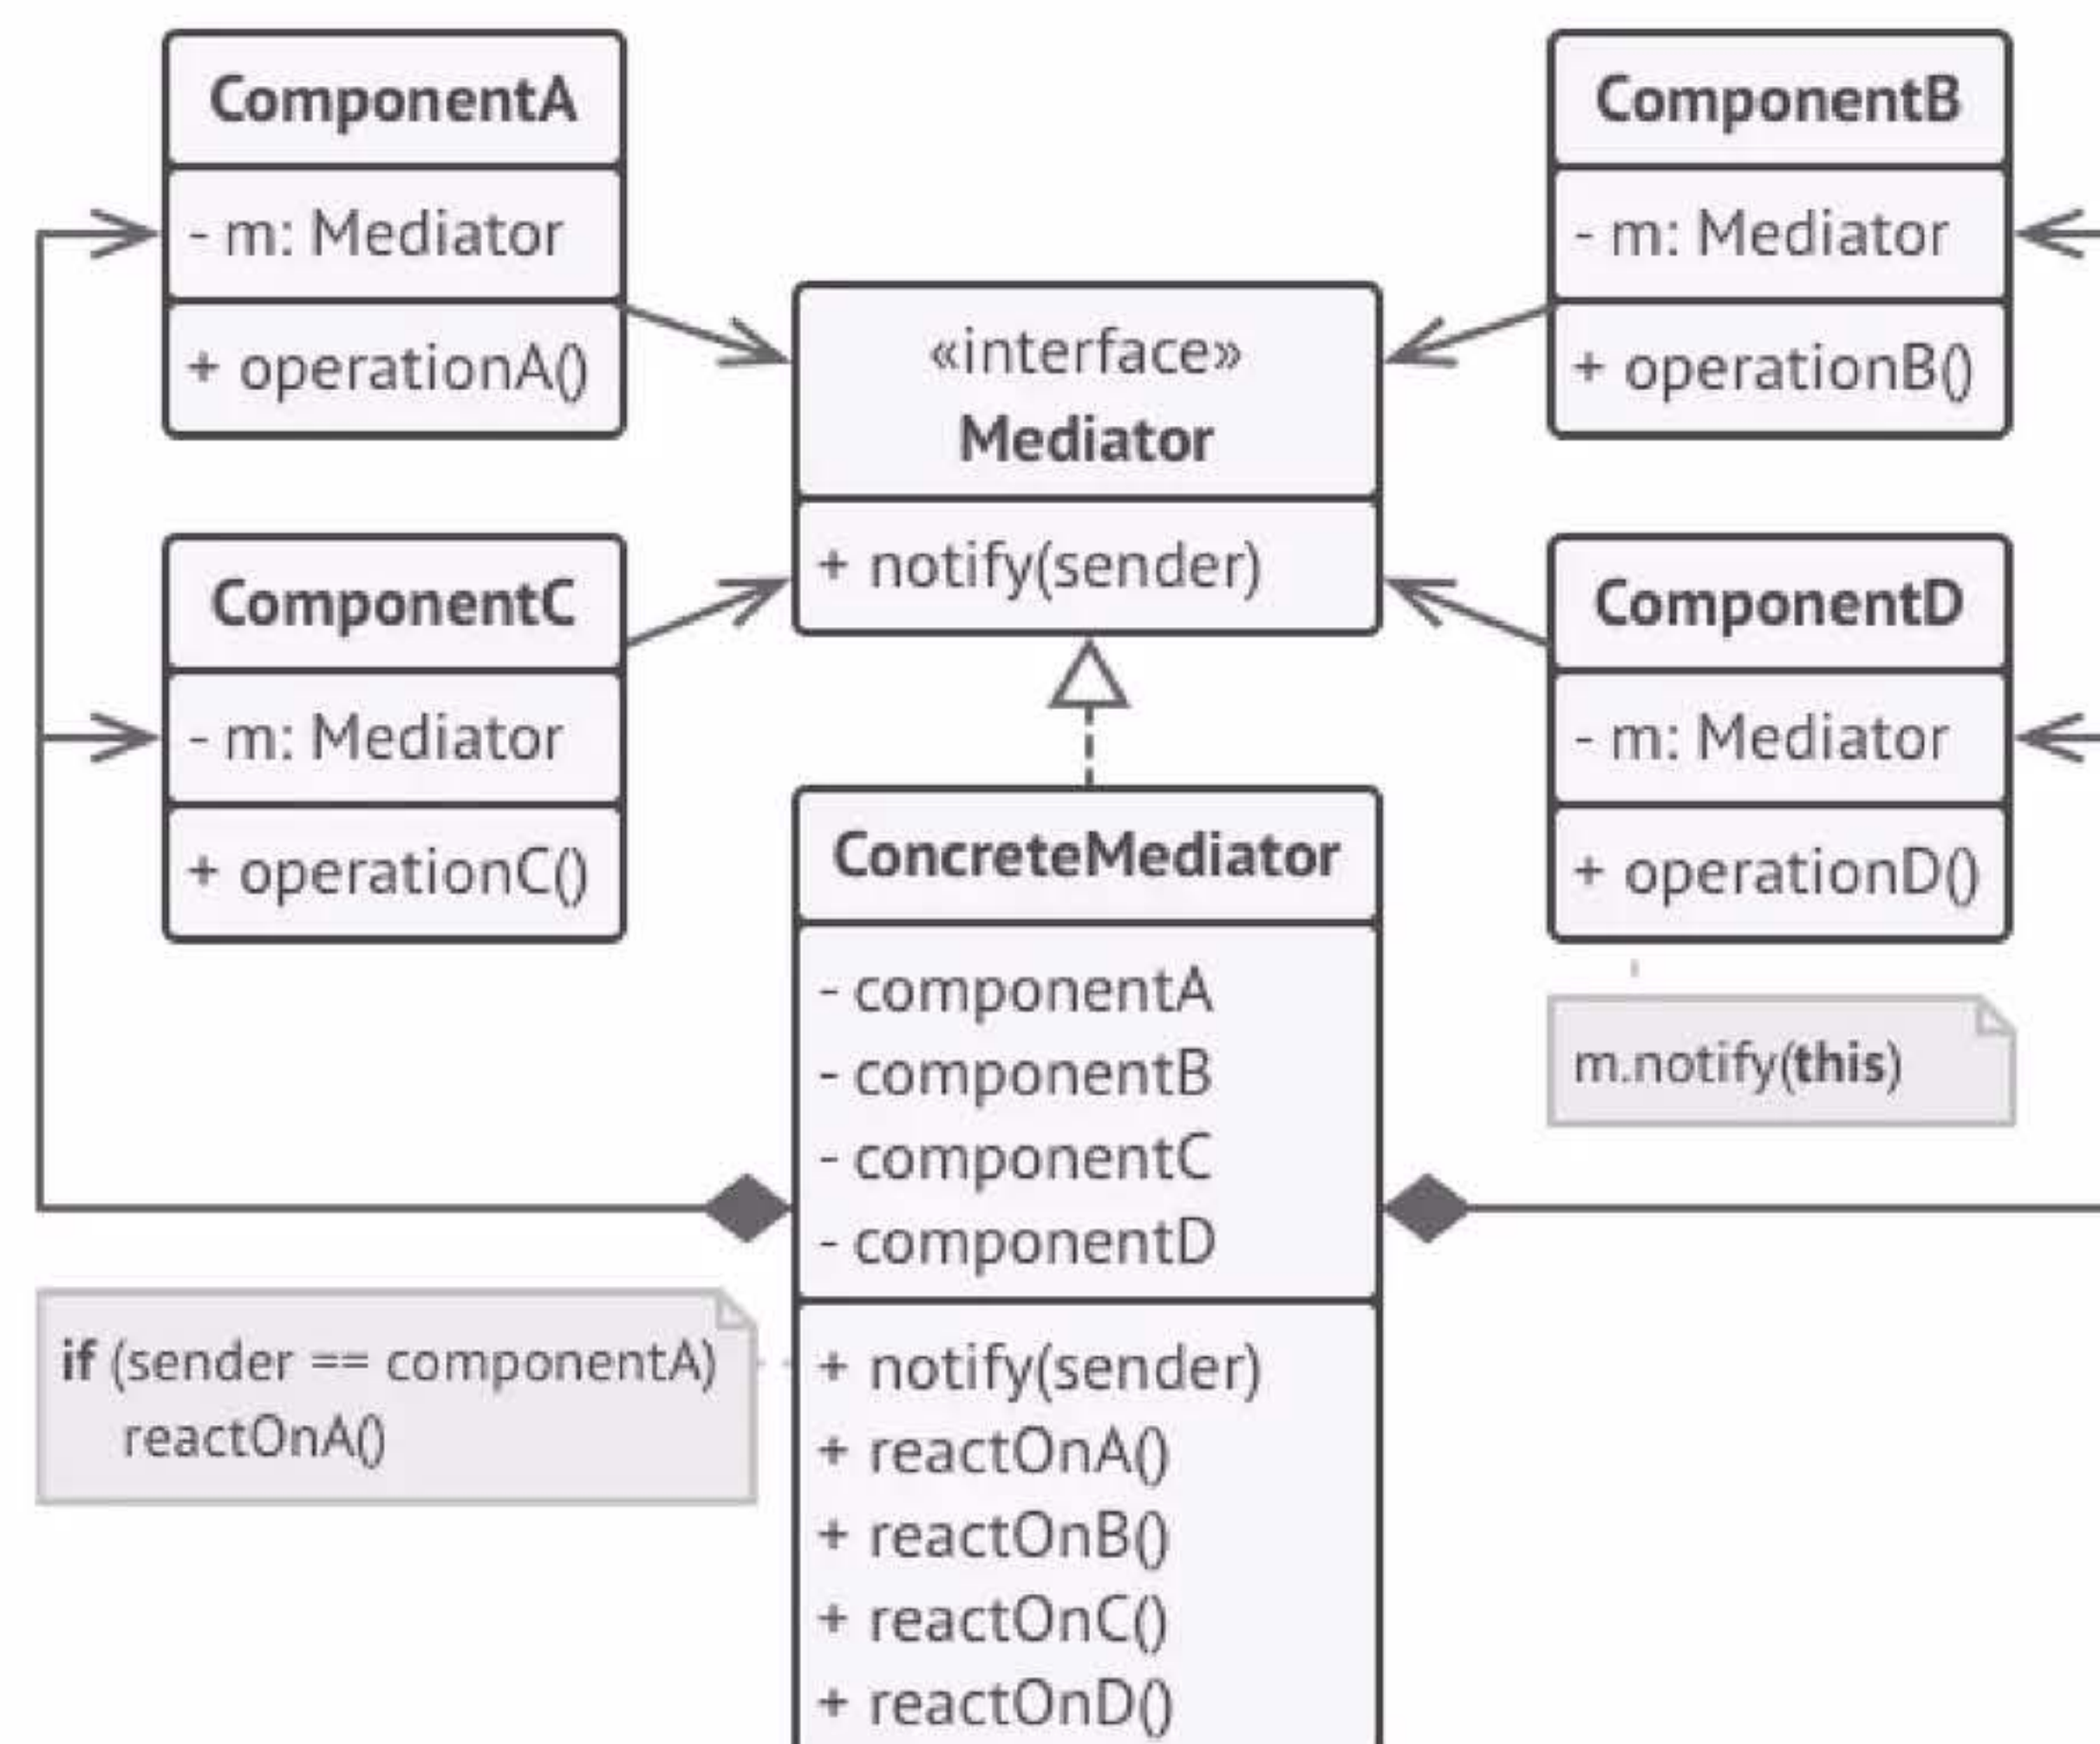 ComponentA
- m: Mediator
+ operationA()
ComponentB
- m: Mediator
+ operationB()
«interface»
Mediator
+ notify(sender)
ComponentC
- m: Mediator
+ operationC()
ComponentD
- m: Mediator
+ operationD()
m.notify(this)
ConcreteMediator
- componentA
- componentB
- componentC
- componentD
+ notify(sender)
+ reactOnA()
+ reactOnB()
+ reactOnC()
+ reactOnD()
if (sender == componentA)
reactOnA()